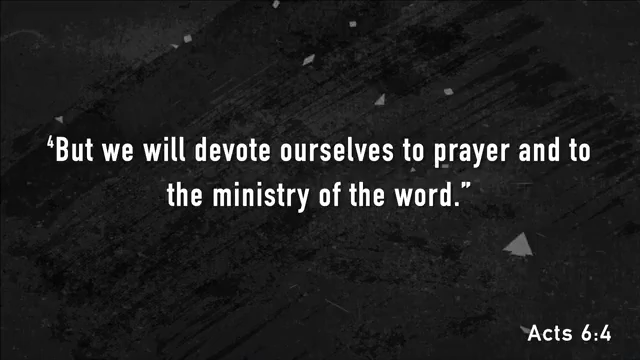 ⁴But we will devote ourselves to prayer and to
the ministry of the word.”
Acts 6:4